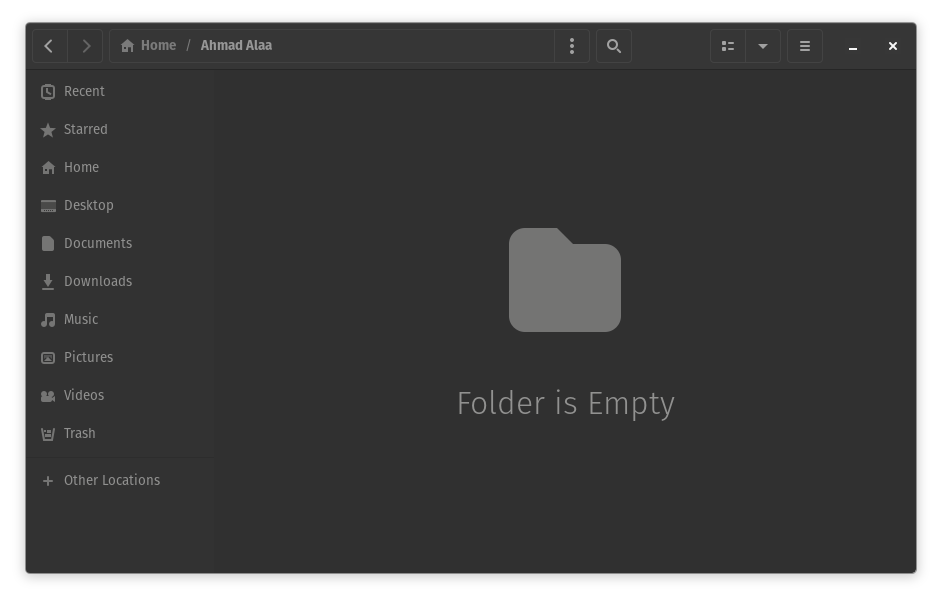 Home / Ahmad Alaa
Recent
Starred
Home
Desktop
Documents
Downloads
Music
Pictures
Videos
Trash
Other Locations
Folder is Empty